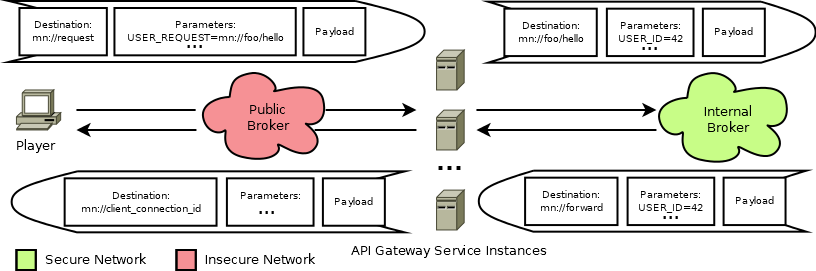 Destination:
mn://request
Parameters:
USER_REQUEST=mn://foo/hello
...
Payload
Destination:
mn://foo/hello
Parameters:
USER_ID=42
...
Payload
Player
Public
Broker
Internal
Broker
...
Destination:
mn://client_connection_id
Parameters:
...
Payload
Destination:
mn://forward
Parameters:
USER_ID=42
...
Payload
API Gateway Service Instances
Secure Network
Insecure Network